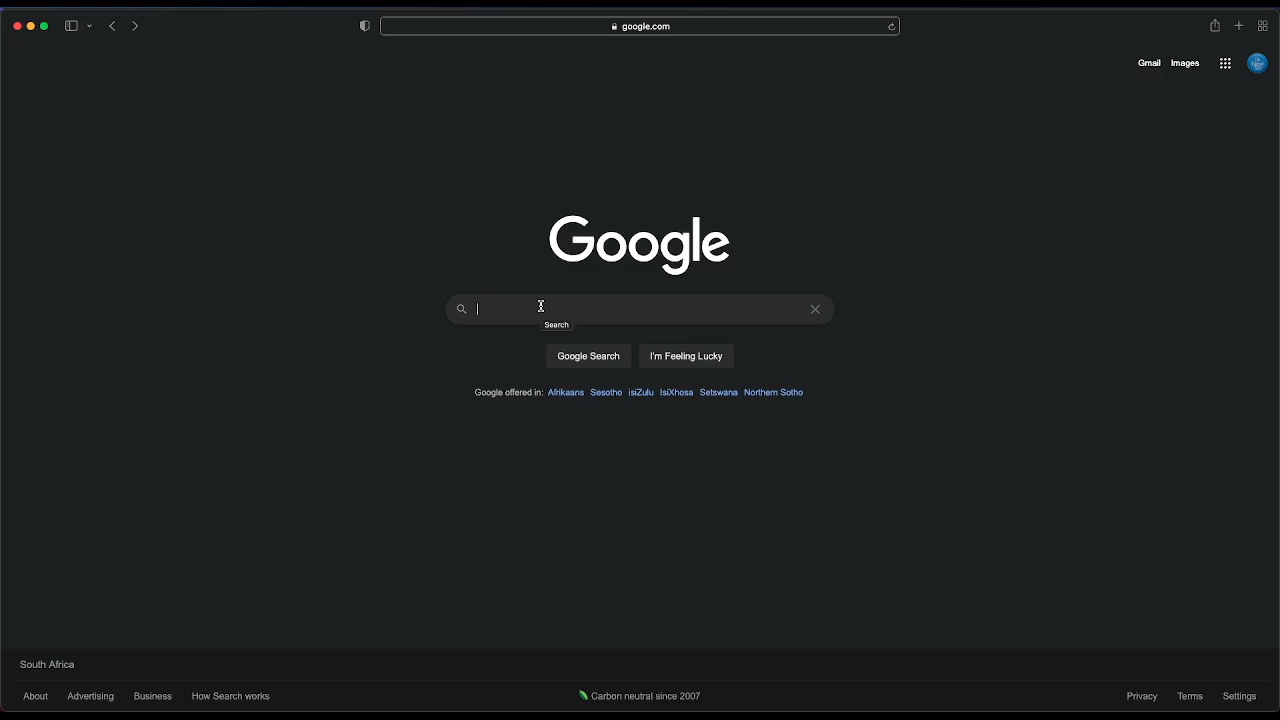 google.com
Gmail Images
Google
Search
Google Search I'm Feeling Lucky
Google offered in: Afrikaans Sesotho isiZulu IsiXhosa Setswana Northern Sotho
South Africa
About Advertising Business How Search works Carbon neutral since 2007 Privacy Terms Settings